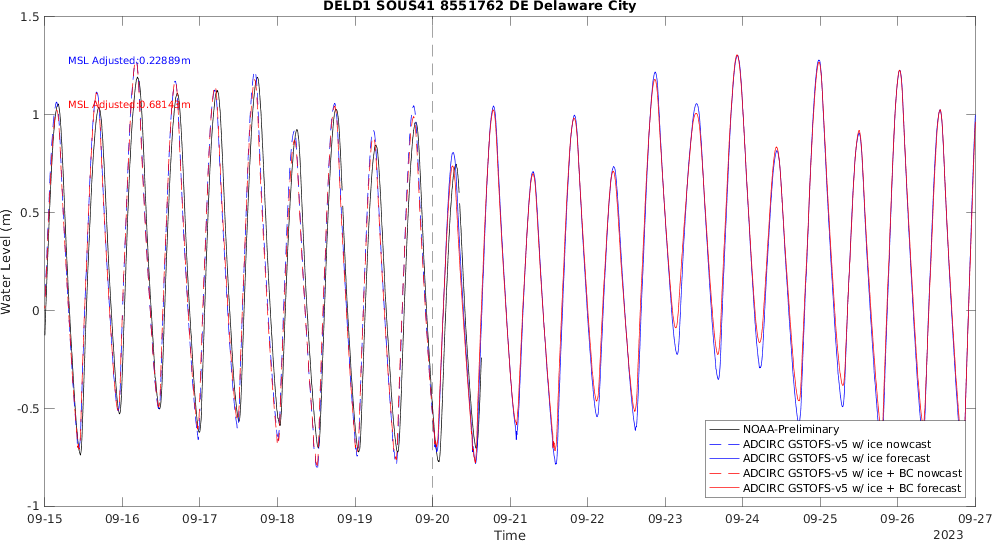 DELD1 SOUS41 8551762 DE Delaware City
1.5
1
0.5
0
-0.5
-1
Water Level (m)
MSL Adjusted:0.22889m
MSL Adjusted:
NOAA-Preliminary
ADCIRC GSTOFS-v5 w/ ice nowcast
ADCIRC GSTOFS-v5 w/ ice forecast
ADCIRC GSTOFS-v5 w/ ice + BC nowcast
ADCIRC GSTOFS-v5 w/ ice + BC forecast
09-15 09-16 09-17 09-18 09-19 09-20 09-21 09-22 09-23 09-24 09-25 09-26 09-27
Time
2023